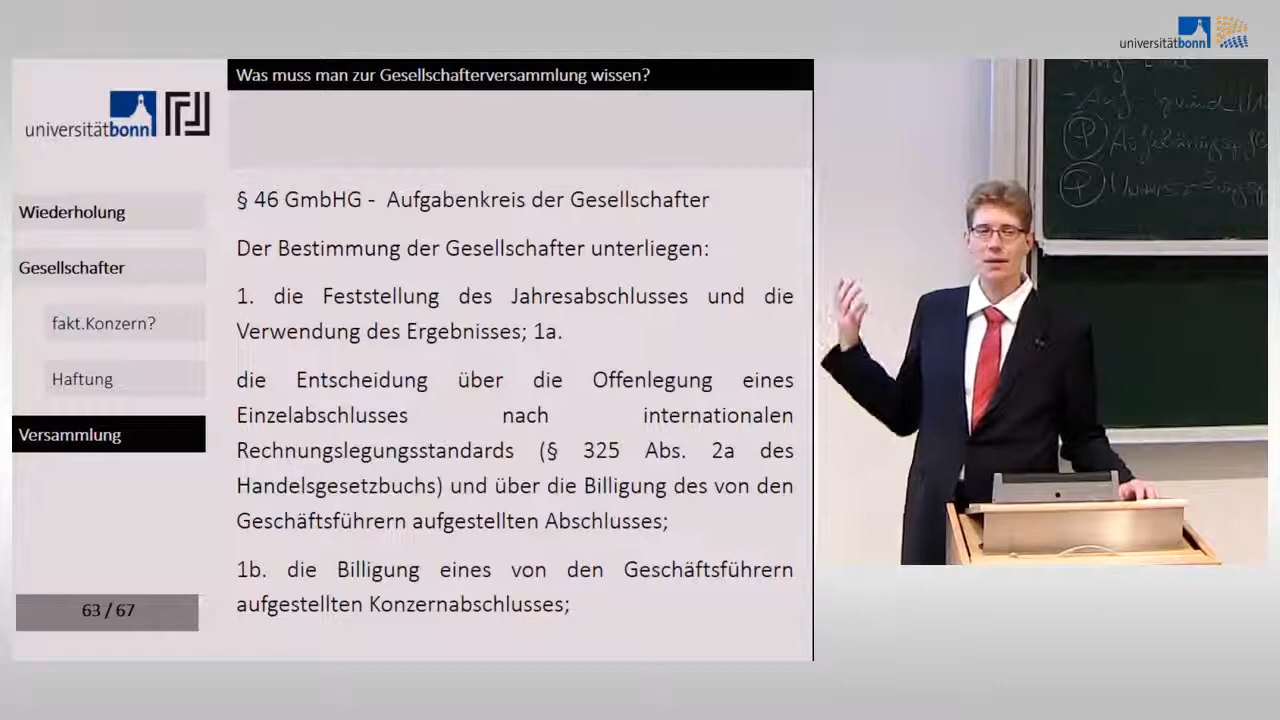 universitätbonn
Was muss man zur Gesellschafterversammlung wissen?
universitätbonn
Wiederholung
Gesellschafter
fakt.Konzern?
Haftung
Versammlung
63 / 67
§ 46 GmbHG - Aufgabenkreis der Gesellschafter
Der Bestimmung der Gesellschafter unterliegen:
1. die Feststellung des Jahresabschlusses und die
Verwendung des Ergebnisses; 1a.
die Entscheidung über die Offenlegung eines
Einzelabschlusses nach internationalen
Rechnungslegungsstandards (§ 325 Abs. 2a des
Handelsgesetzbuchs) und über die Billigung des von den
Geschäftsführern aufgestellten Abschlusses;
1b. die Billigung eines von den Geschäftsführern
aufgestellten Konzernabschlusses;